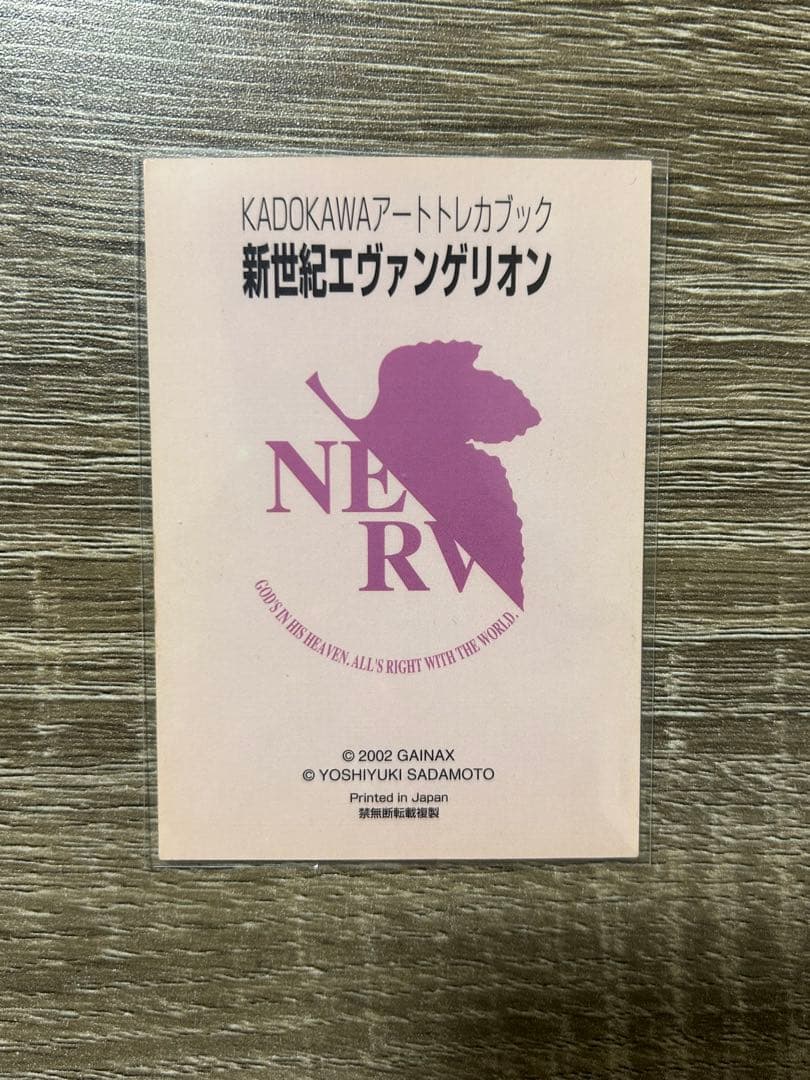 KADOKAWAアートトレカブック
新世紀エヴァンゲリオン
NE
RV
GOD'S IN HIS HEAVEN. ALL'S RIGHT WITH THE WORLD.
© 2002 GAINAX
© YOSHIYUKI SADAMOTO
Printed in Japan
禁無断転載複製